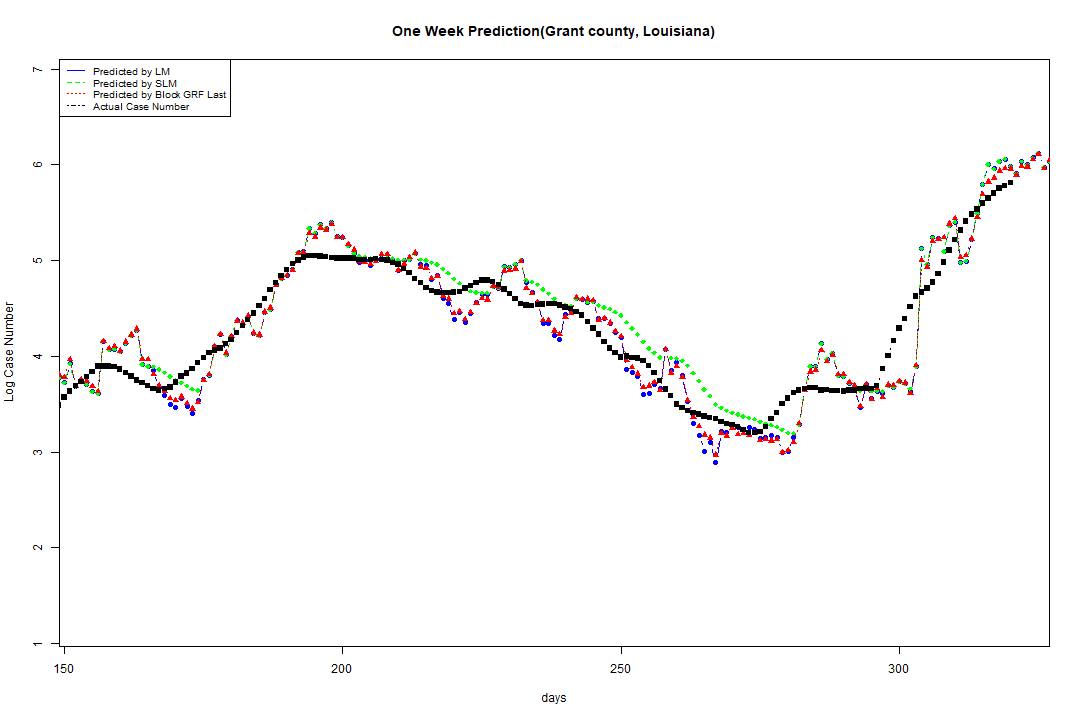 One Week Prediction(Grant county, Louisiana)
Predicted by LM
Predicted by SLM
Predicted by Block GRF Last
Actual Case Number
7
6
5
4
3
2
1
Log Case Number
150 200 250 300
days